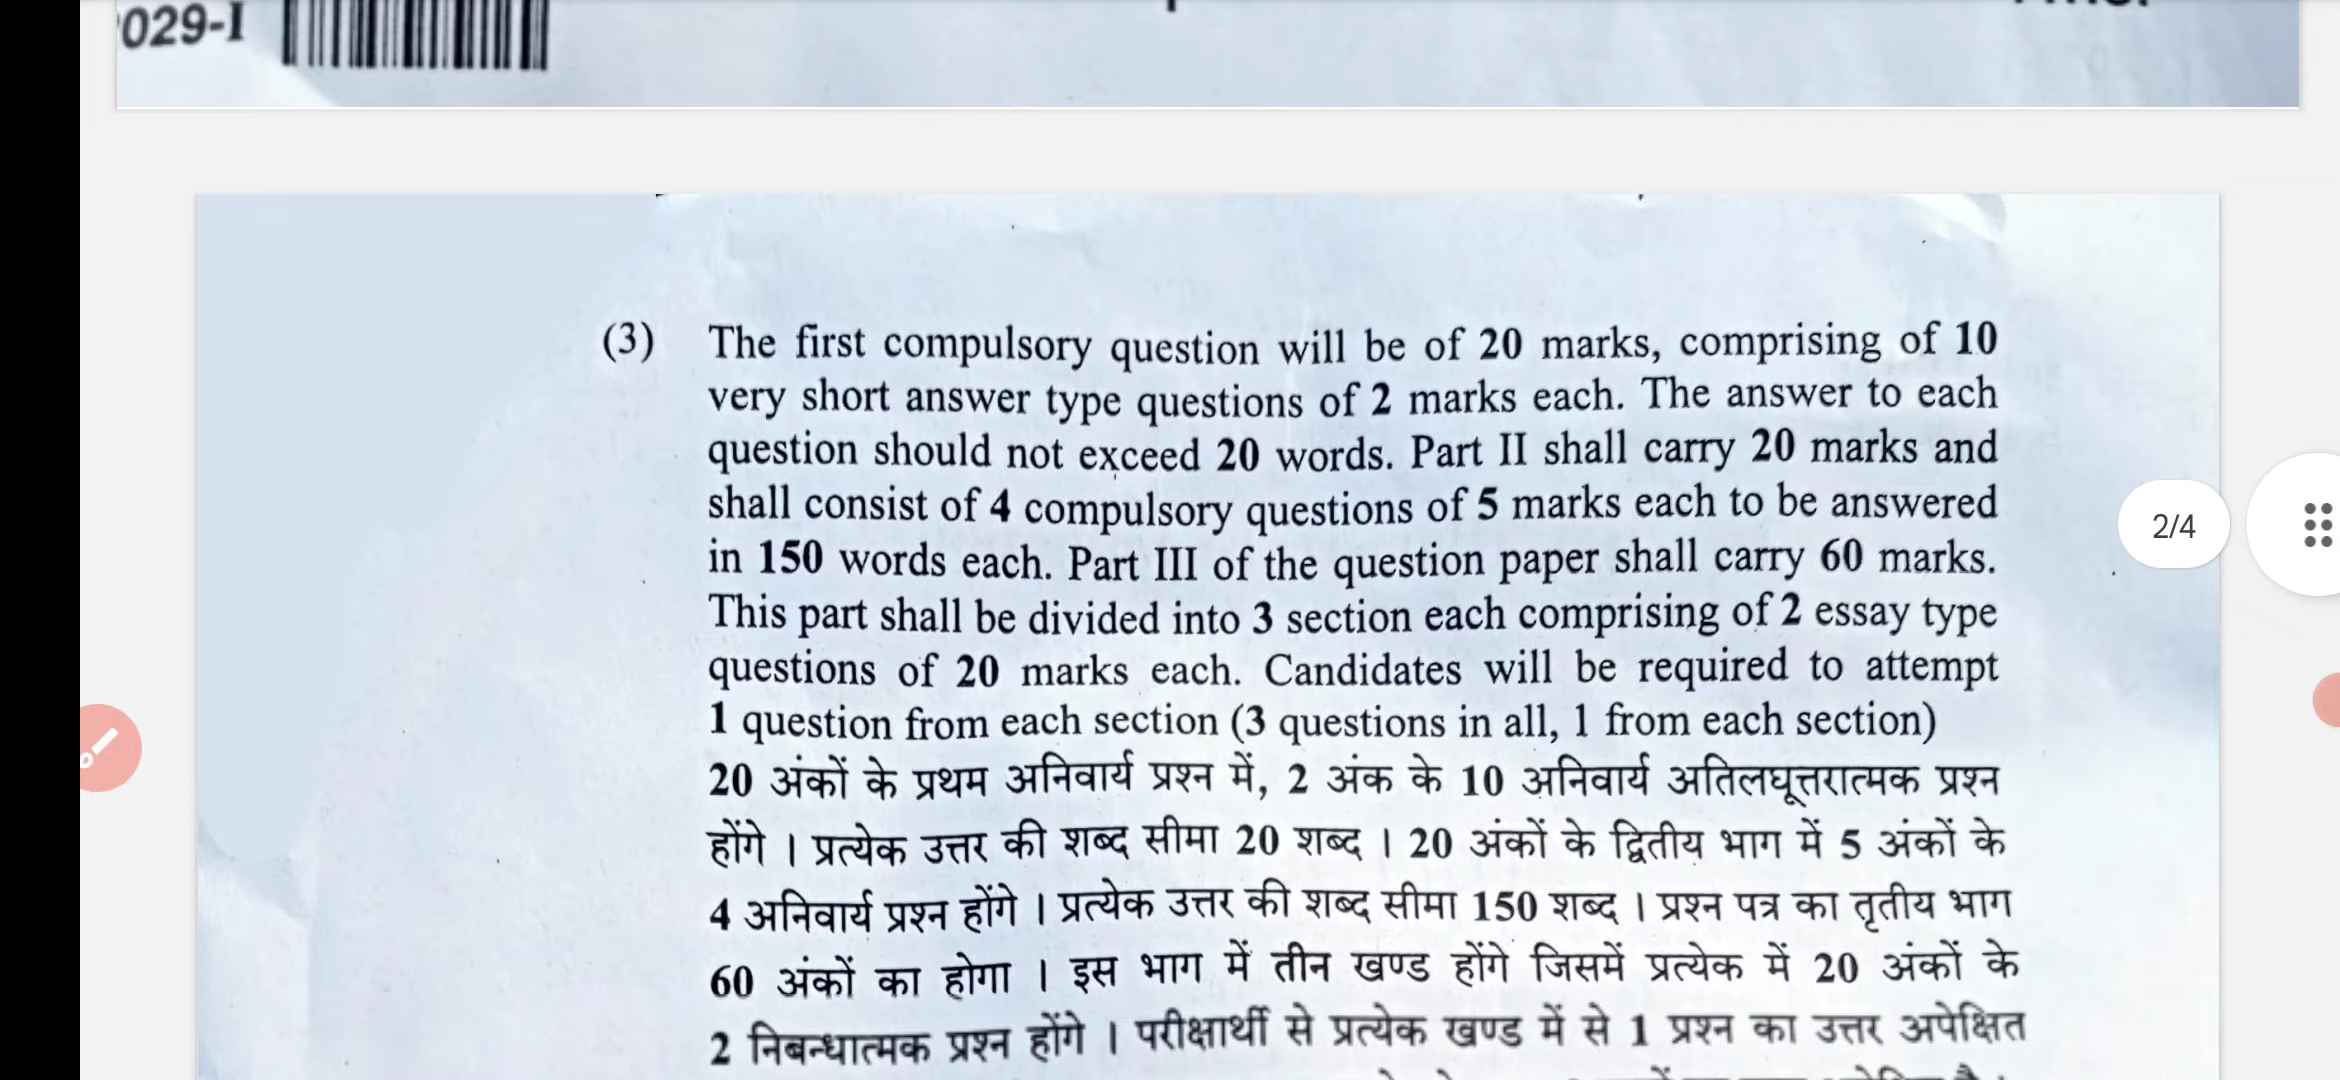 029-I
(3) The first compulsory question will be of 20 marks, comprising of 10
very short answer type questions of 2 marks each. The answer to each
question should not exceed 20 words. Part II shall carry 20 marks and
shall consist of 4 compulsory questions of 5 marks each to be answered
in 150 words each. Part III of the question paper shall carry 60 marks.
This part shall be divided into 3 section each comprising of 2 essay type
questions of 20 marks each. Candidates will be required to attempt
1 question from each section (3 questions in all, 1 from each section)
20 अंकों के प्रथम अनिवार्य प्रश्न में, 2 अंक के 10 अनिवार्य अतिलघूत्तरात्मक प्रश्न
होंगे । प्रत्येक उत्तर की शब्द सीमा 20 शब्द । 20 अंकों के द्वितीय भाग में 5 अंकों के
4 अनिवार्य प्रश्न होंगे । प्रत्येक उत्तर की शब्द सीमा 150 शब्द । प्रश्न पत्र का तृतीय भाग
60 अंकों का होगा । इस भाग में तीन खण्ड होंगे जिसमें प्रत्येक में 20 अंकों के
2 निबन्धात्मक प्रश्न होंगे । परीक्षार्थी से प्रत्येक खण्ड में से 1 प्रश्न का उत्तर अपेक्षित
2/4